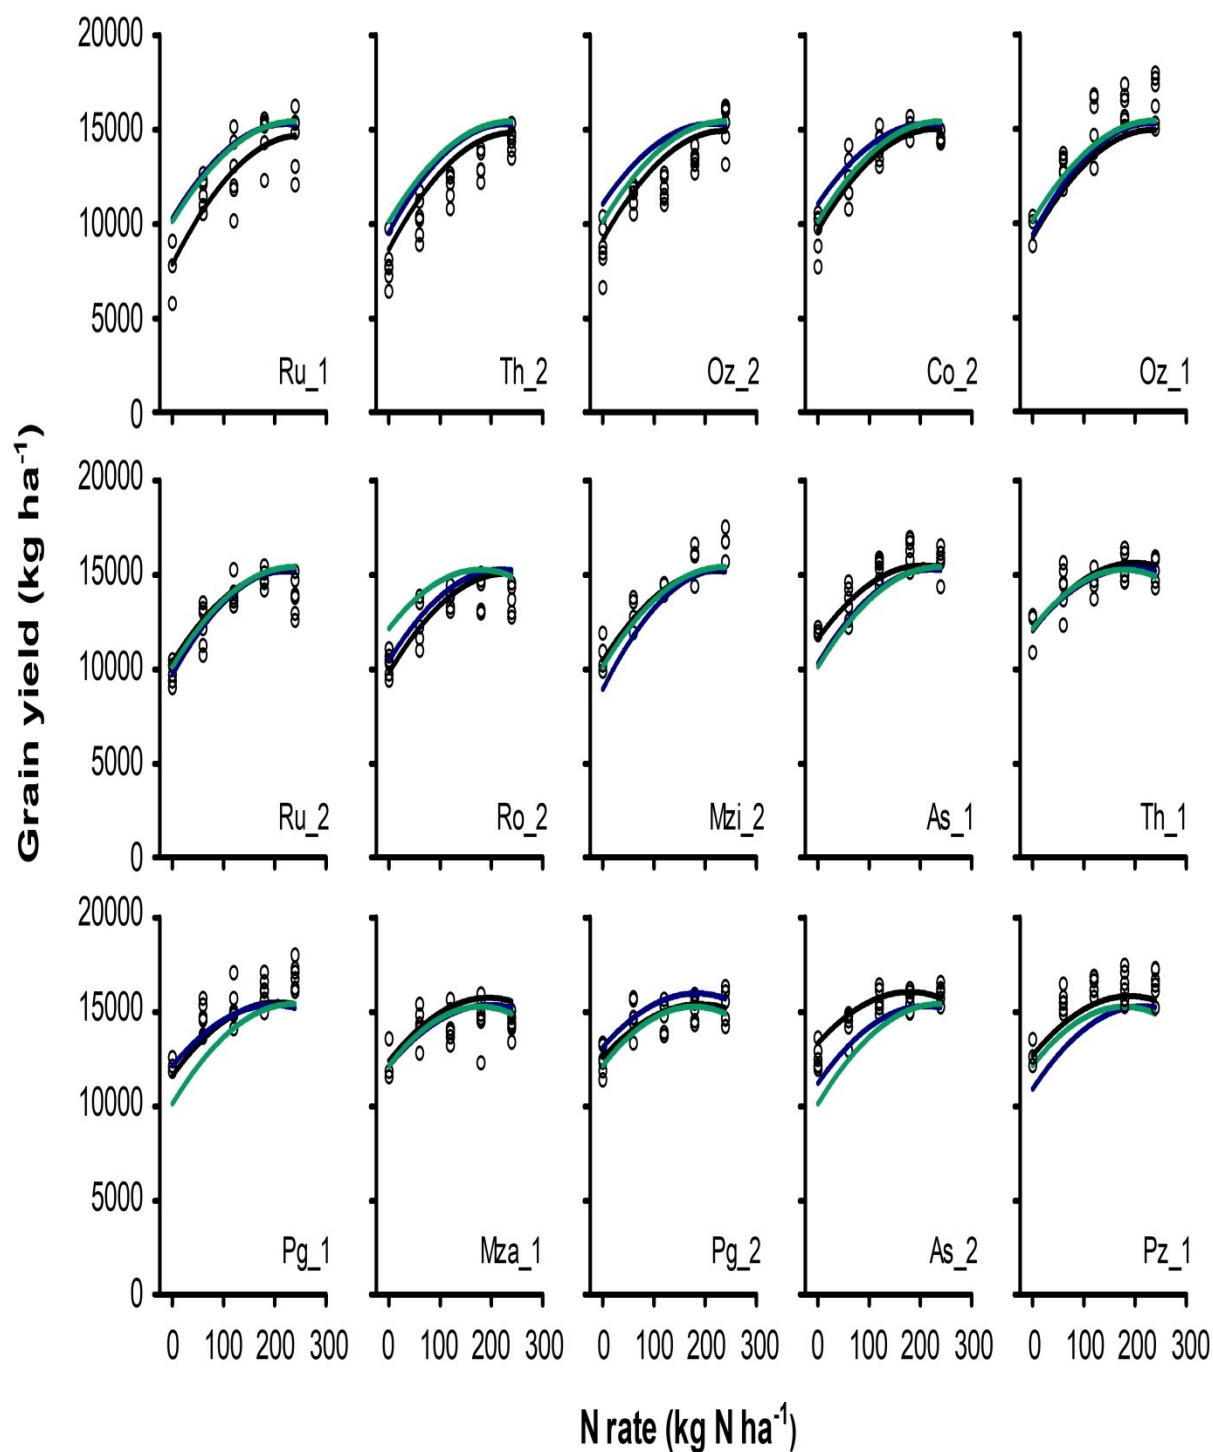 Grain yield (kg ha⁻¹)
20000
15000
10000
5000
0
Ru_1
Th_2
Oz_2
Co_2
Oz_1
20000
15000
10000
5000
0
Ru_2
Ro_2
Mzi_2
As_1
Th_1
20000
15000
10000
5000
0
Pg_1
Mza_1
Pg_2
As_2
Pz_1
0 100 200 300
0 100 200 300
0 100 200 300
0 100 200 300
0 100 200 300
N rate (kg N ha⁻¹)